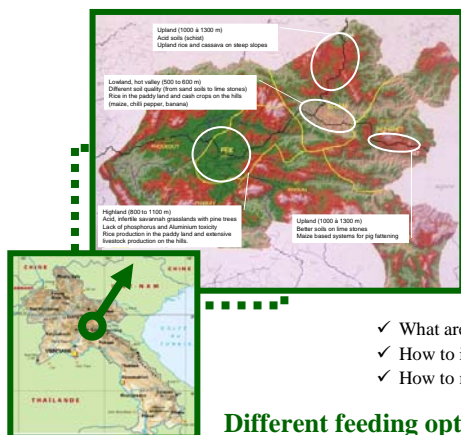 Upland (1000 à 1300 m)
Acid soils (schist)
Upland rice and cassava on steep slopes
Lowland, hot valley (500 to 600 m)
Different soil quality (from sand soils to lime stones)
Rice in the paddy land and cash crops on the hills
(maize, chilli pepper, banana)
PEK
Highland (800 to 1100 m)
Acid, infertile savannah grasslands with pine trees
Lack of phosphorus and Aluminium toxicity
Rice production in the paddy land and extensive
livestock production on the hills.
Upland (1000 à 1300 m)
Better soils on lime stones
Maize based systems for pig fattening
CHINE
CHINE
N A M
THAÏLANDE
✓ What are
✓ How to i
✓ How to
Different feeding opt